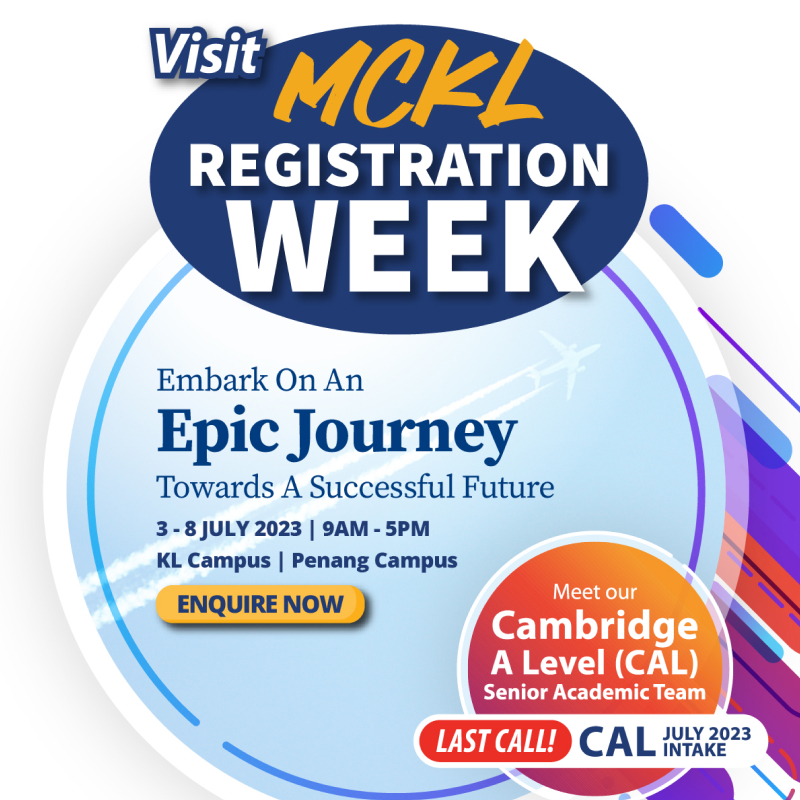 Visit
MCKL
REGISTRATION
WEEK
Embark On An
Epic Journey
Towards A Successful Future
3 - 8 JULY 2023 | 9AM - 5PM
KL Campus | Penang Campus
ENQUIRE NOW
Meet our
Cambridge
A Level (CAL)
Senior Academic Team
LAST CALL! CAL JULY 2023
INTAKE